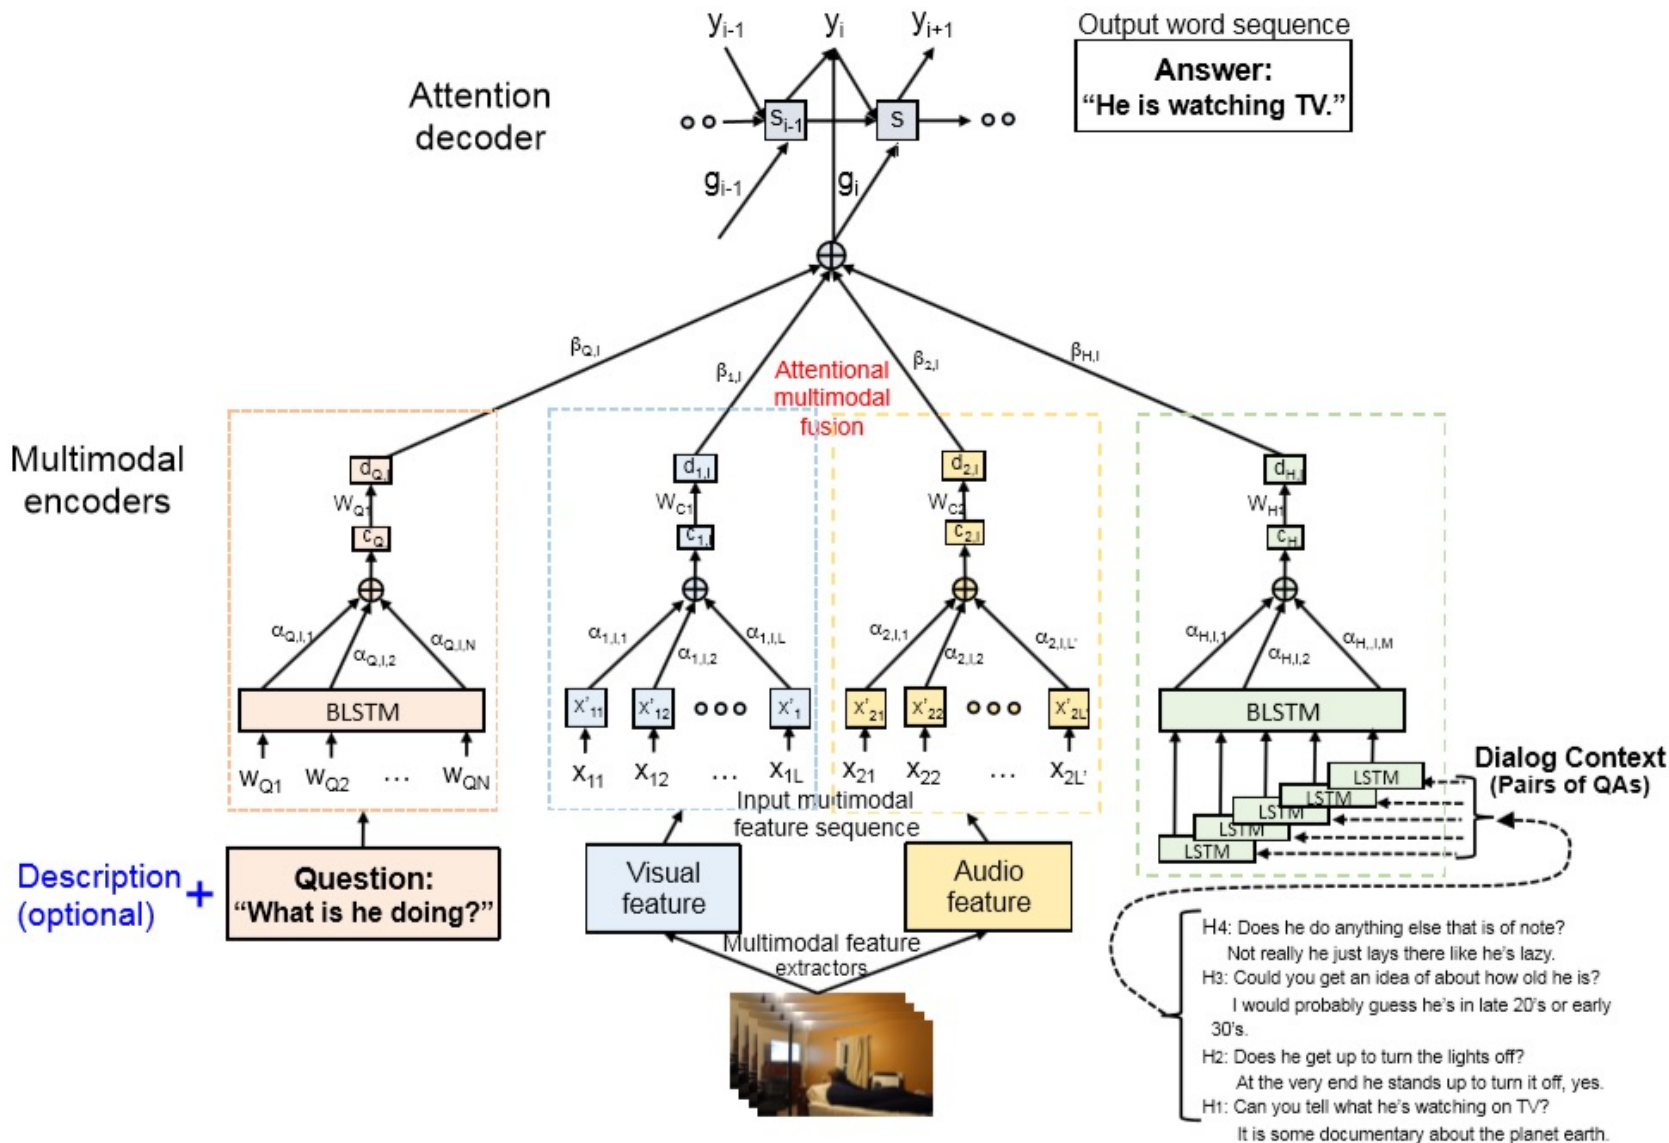 y_{i-1} y_i y_{i+1}
Output word sequence
Answer:
“He is watching TV.”
Attention
decoder
S_{i-1} S_i
g_{i-1} g_i
β_{Q,I} β_{1,I} β_{2,I} β_{H,I}
Attentional
multimodal
fusion
Multimodal
encoders
d_{Q,I} d_{1,I} d_{2,I} d_{H,I}
W_{Q1} W_{C1} W_{C2} W_{H1}
c_{Q,} c_{1,I} c_{2,I} c_{H,}
α_{Q,I,1} α_{Q,I,2} α_{Q,I,N} α_{1,I,1} α_{1,I,2} α_{1,I,L} α_{2,I,1} α_{2,I,2} α_{2,I,L'} α_{H,I,1} α_{H,I,2} α_{H,,I,M}
BLSTM x'_{11} x'_{12} x'_1 x'_{21} x'_{22} x'_{2L'} BLSTM
w_{Q1} w_{Q2} … w_{QN} x_{11} x_{12} … x_{1L} x_{21} x_{22} … x_{2L'}
LSTM
LSTM
LSTM
LSTM
LSTM
Dialog Context
(Pairs of QAs)
Input multimodal
feature sequence
Description
(optional)
+
Question:
“What is he doing?”
Visual
feature
Audio
feature
Multimodal feature
extractors
H4: Does he do anything else that is of note?
Not really he just lays there like he’s lazy.
H3: Could you get an idea of about how old he is?
I would probably guess he’s in late 20’s or early
30’s.
H2: Does he get up to turn the lights off?
At the very end he stands up to turn it off, yes.
H1: Can you tell what he’s watching on TV?
It is some documentary about the planet earth.